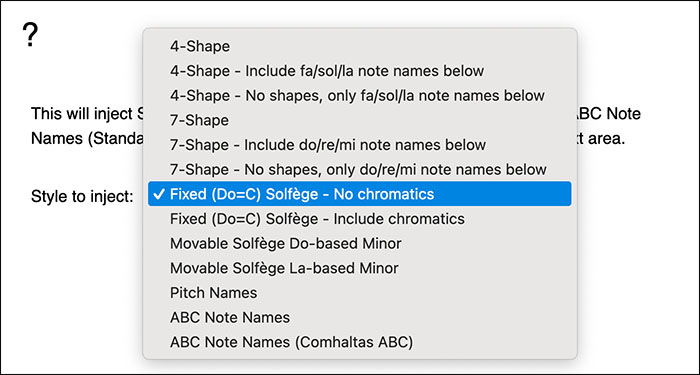 ?
4-Shape
4-Shape - Include fa/sol/la note names below
4-Shape - No shapes, only fa/sol/la note names below
7-Shape
7-Shape - Include do/re/mi note names below
7-Shape - No shapes, only do/re/mi note names below
✓ Fixed (Do=C) Solfège - No chromatics
Fixed (Do=C) Solfège - Include chromatics
Movable Solfège Do-based Minor
Movable Solfège La-based Minor
Pitch Names
ABC Note Names
ABC Note Names (Comhaltas ABC)
This will inject ABC Note
Names (Standa area.
Style to inject: